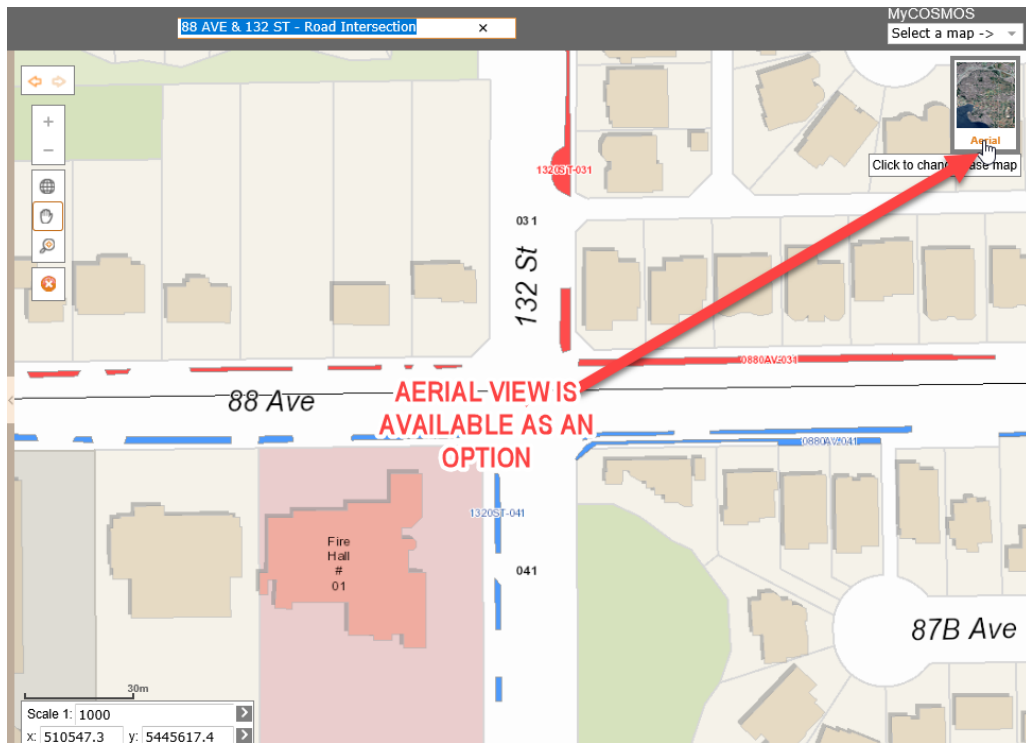 MyCOSMOS
88 AVE & 132 ST - Road Intersection ×
Select a map ->
Aerial
Click to change base map
1320ST-031
031
132 St
0880AV-031
88 Ave
AERIAL VIEW IS
AVAILABLE AS AN
OPTION
0880AV-041
1320ST-041
Fire
Hall
#
01
041
87B Ave
30m
Scale 1: 1000
x: 510547.3 y: 5445617.4